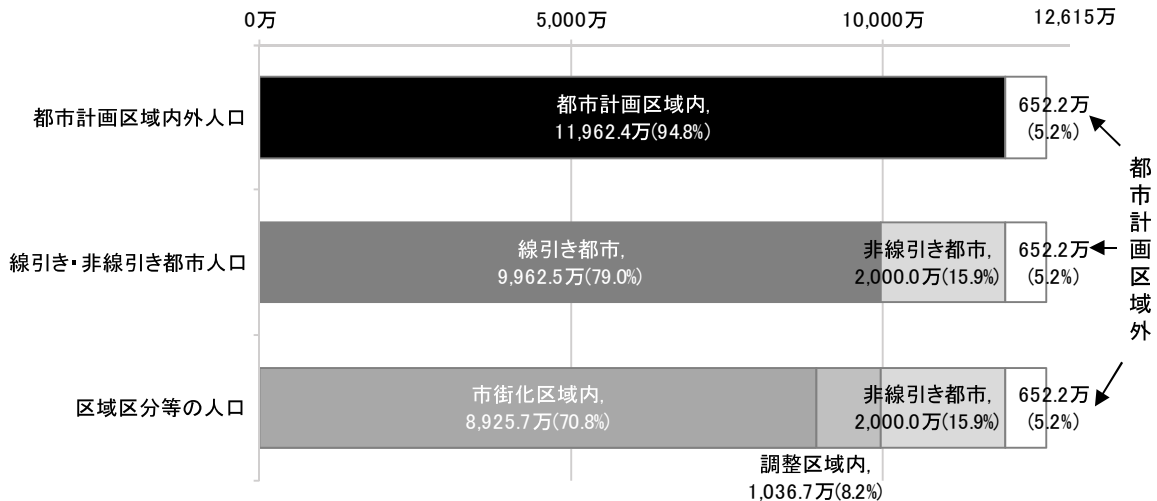 0万
5,000万
10,000万
12,615万
都市計画区域内外人口
都市計画区域内,
11,962.4万(94.8%)
652.2万
(5.2%)
線引き・非線引き都市人口
線引き都市,
9,962.5万(79.0%)
非線引き都市,
2,000.0万(15.9%)
652.2万
(5.2%)
区域区分等の人口
市街化区域内,
8,925.7万(70.8%)
非線引き都市,
2,000.0万(15.9%)
652.2万
(5.2%)
調整区域内,
1,036.7万(8.2%)
都市計画区域外